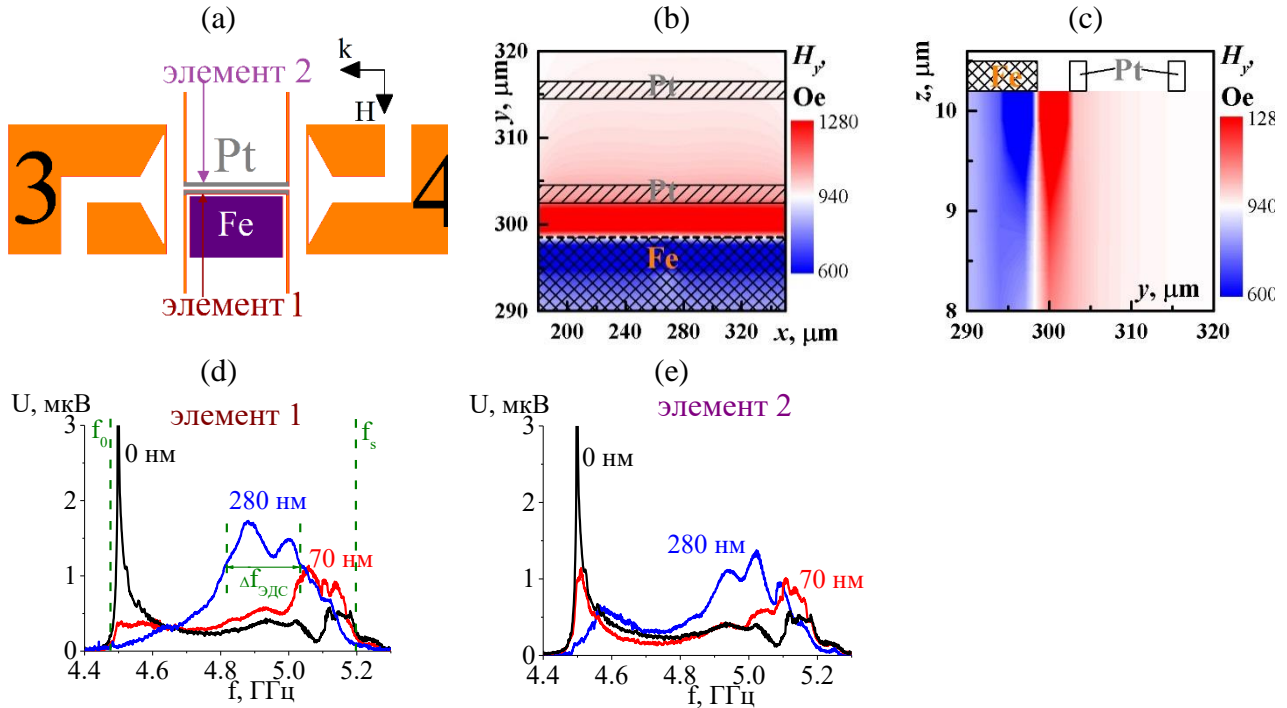 (a)
k
элемент 2
H
3
Pt
4
Fe
элемент 1
(b)
320
315
310
305
300
295
290
y, μm
Pt
Pt
Fe
200
240
280
320
x, μm
H_y,
Oe
1280
940
600
(c)
z, μm
10
9
8
Fe
Pt
290
300
310
320
y, μm
H_y,
Oe
128
940
600
(d)
U, мкВ
элемент 1
3
2
1
0
f_0
0 нм
f_s
280 нм
70 нм
Δf_ЭДС
4.4
4.6
4.8
5.0
5.2
f, ГГц
(e)
U, мкВ
элемент 2
3
2
1
0
0 нм
280 нм
70 нм
4.4
4.6
4.8
5.0
5.2
f, ГГц